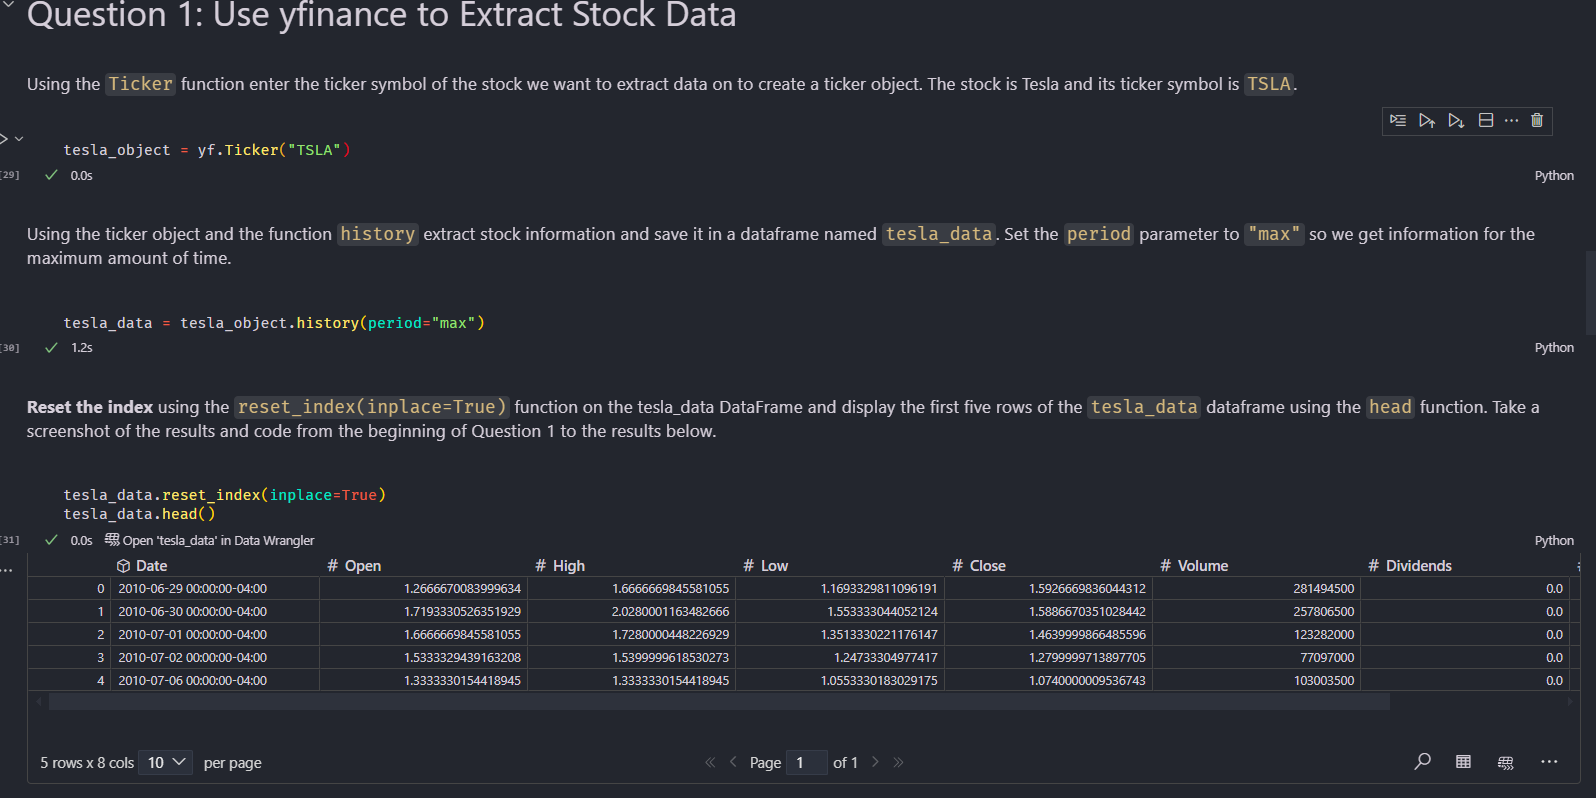 Question 1: Use yfinance to Extract Stock Data
Using the Ticker function enter the ticker symbol of the stock we want to extract data on to create a ticker object. The stock is Tesla and its ticker symbol is TSLA.
tesla_object = yf.Ticker("TSLA")
[29] 0.0s Python
Using the ticker object and the function history extract stock information and save it in a dataframe named tesla_data. Set the period parameter to "max" so we get information for the
maximum amount of time.
tesla_data = tesla_object.history(period="max")
[30] 1.2s Python
Reset the index using the reset_index(inplace=True) function on the tesla_data DataFrame and display the first five rows of the tesla_data dataframe using the head function. Take a
screenshot of the results and code from the beginning of Question 1 to the results below.
tesla_data.reset_index(inplace=True)
tesla_data.head()
[31] 0.0s Open 'tesla_data' in Data Wrangler Python
Date # Open # High # Low # Close # Volume # Dividends #
0 2010-06-29 00:00:00-04:00 1.2666670083999634 1.6666669845581055 1.1693329811096191 1.5926669836044312 281494500 0.0
1 2010-06-30 00:00:00-04:00 1.7193330526351929 2.0280001163482666 1.553333044052124 1.5886670351028442 257806500 0.0
2 2010-07-01 00:00:00-04:00 1.6666669845581055 1.7280000448226929 1.3513330221176147 1.4639999866485596 123282000 0.0
3 2010-07-02 00:00:00-04:00 1.5333329439163208 1.5399999618530273 1.24733304977417 1.2799999713897705 77097000 0.0
4 2010-07-06 00:00:00-04:00 1.3333330154418945 1.3333330154418945 1.0553330183029175 1.0740000009536743 103003500 0.0
5 rows x 8 cols 10 per page « < Page 1 of 1 > »